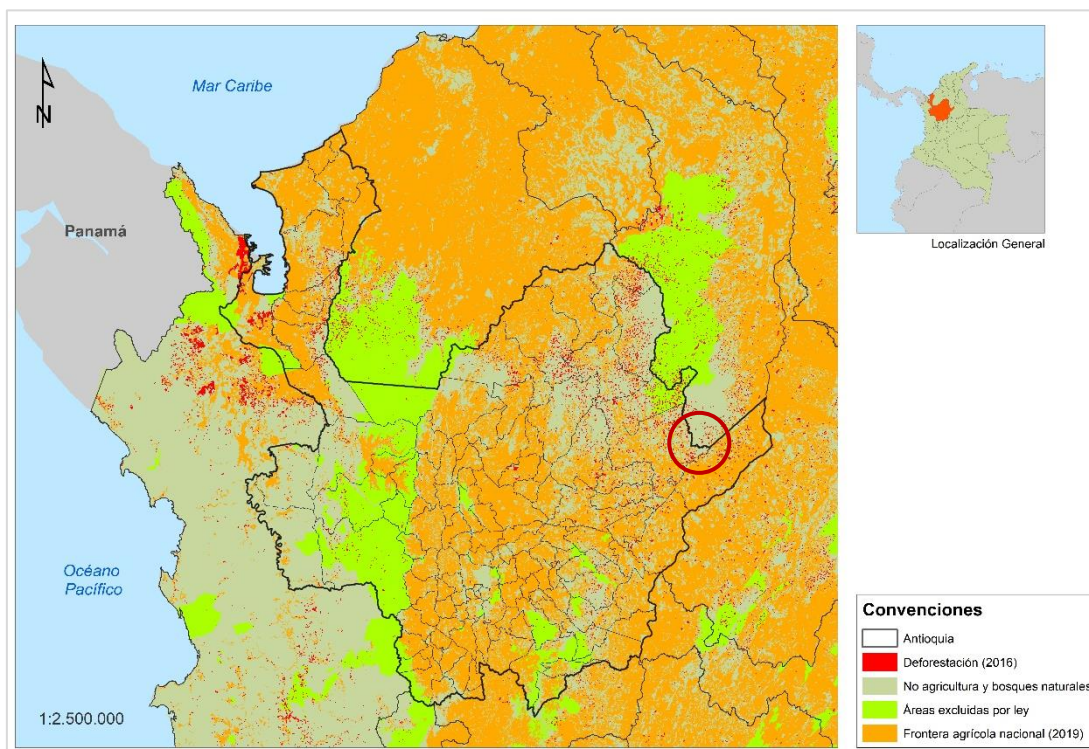 Mar Caribe
N
Panamá
Océano
Pacífico
1:2.500.000
Localización General
Convenciones
Antioquia
Deforestación (2016)
No agricultura y bosques naturales
Áreas excluidas por ley
Frontera agrícola nacional (2019)